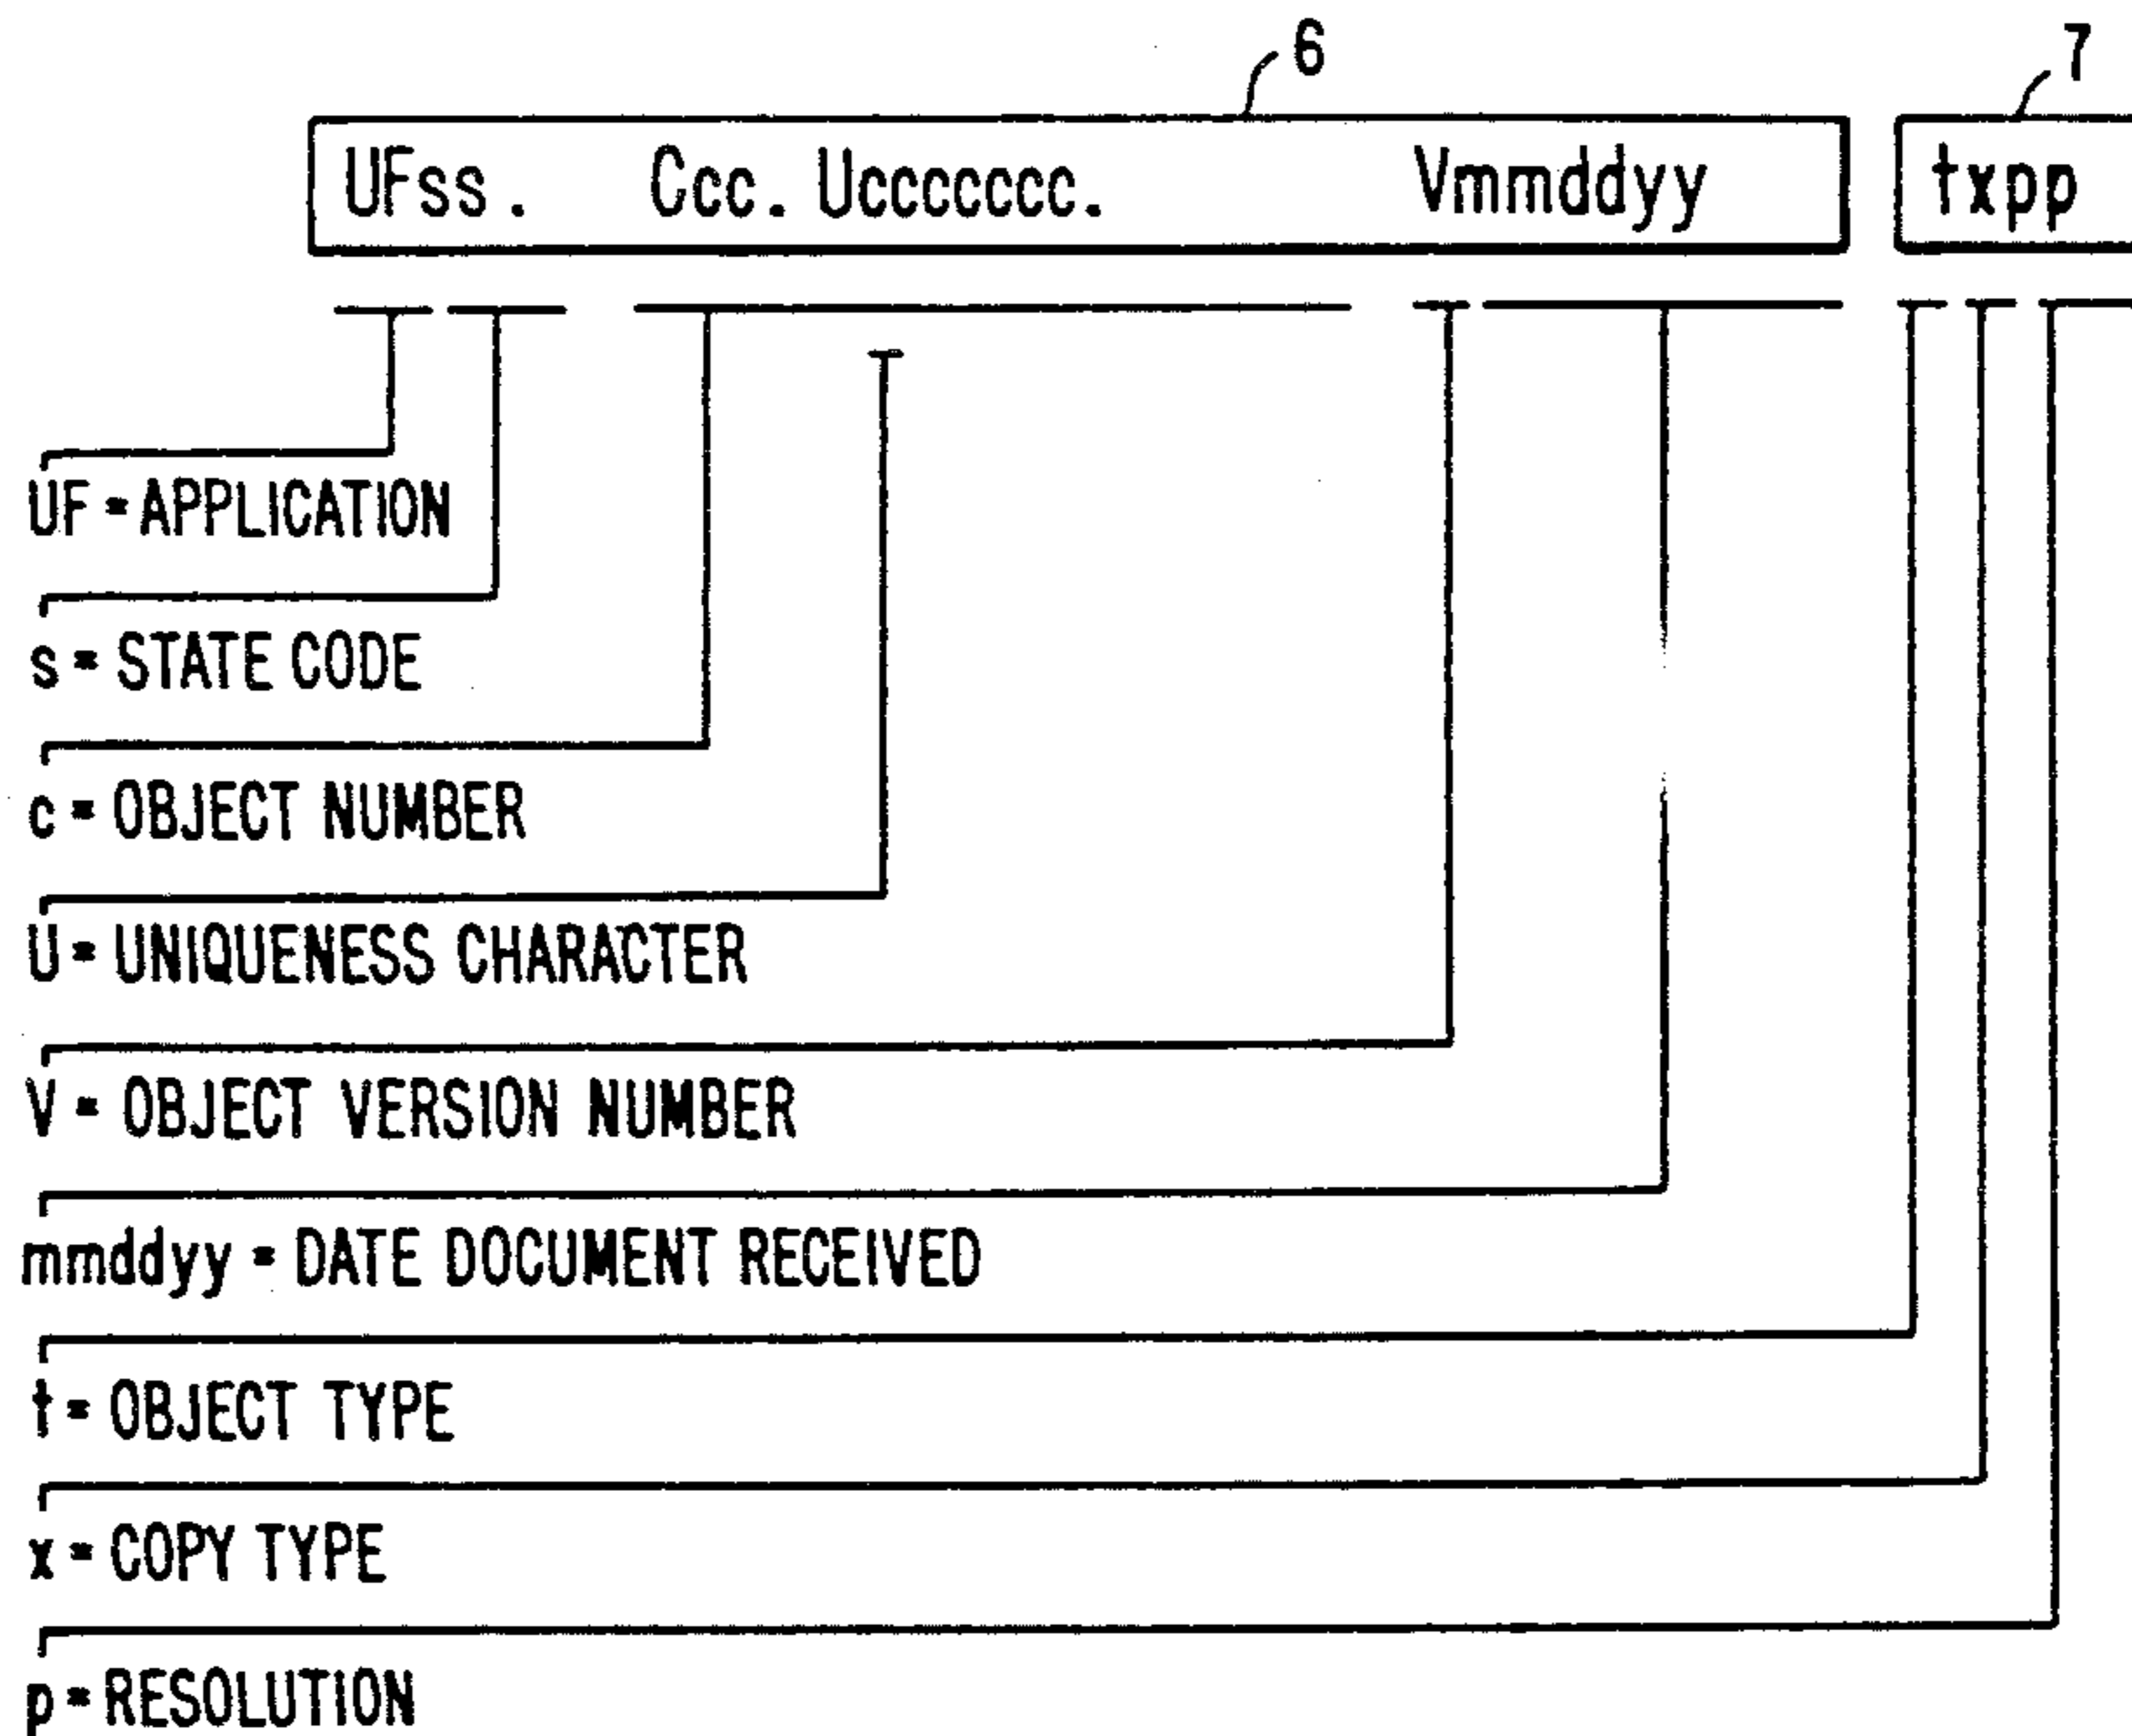 6 7
UFss. Ccc. Uccccccc. Vmmddyy txpp
UF = APPLICATION
s = STATE CODE
c = OBJECT NUMBER
U = UNIQUENESS CHARACTER
V = OBJECT VERSION NUMBER
mmddyy = DATE DOCUMENT RECEIVED
t = OBJECT TYPE
x = COPY TYPE
p = RESOLUTION